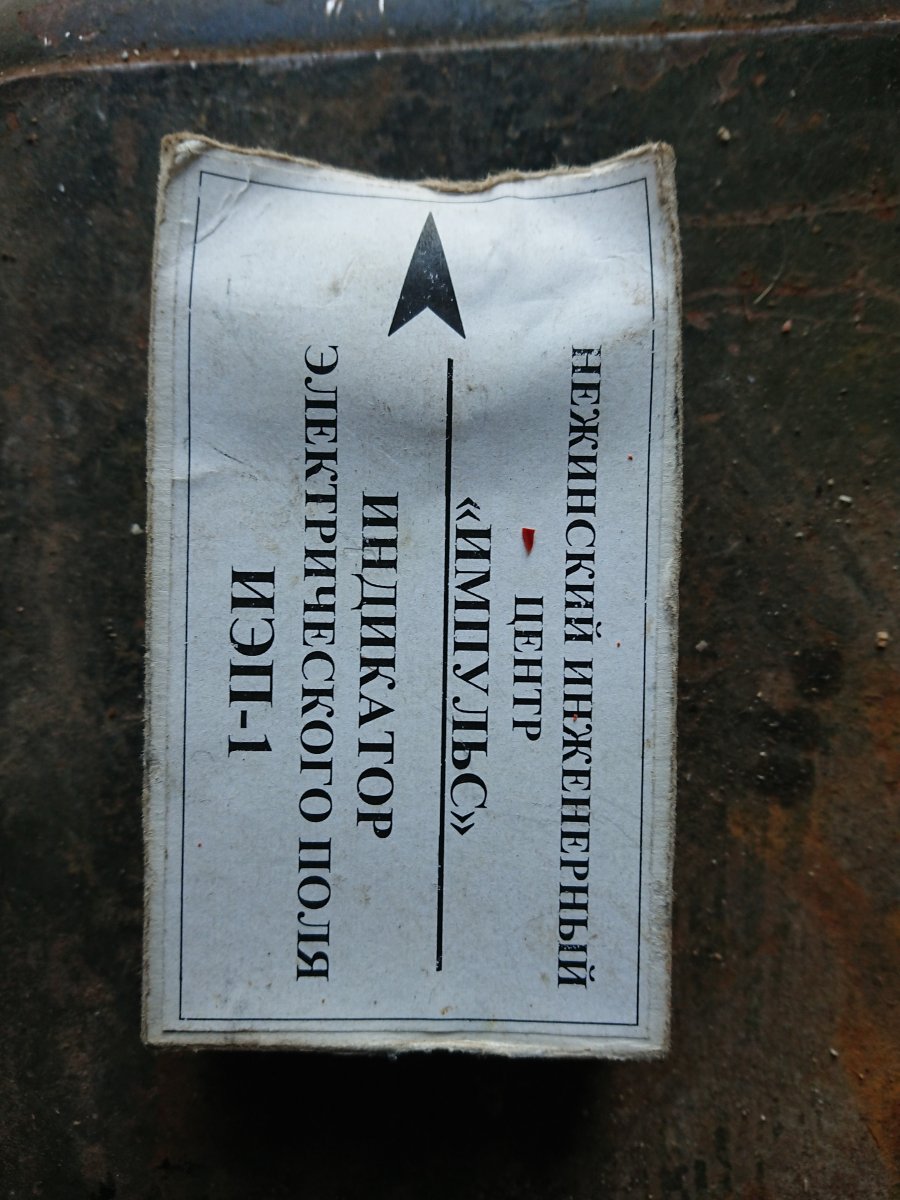 НЕЖИНСКИЙ ИНЖЕНЕРНЫЙ
ЦЕНТР
«ИМПУЛЬС»
ИНДИКАТОР
ЭЛЕКТРИЧЕСКОГО ПОЛЯ
ИЭП-1